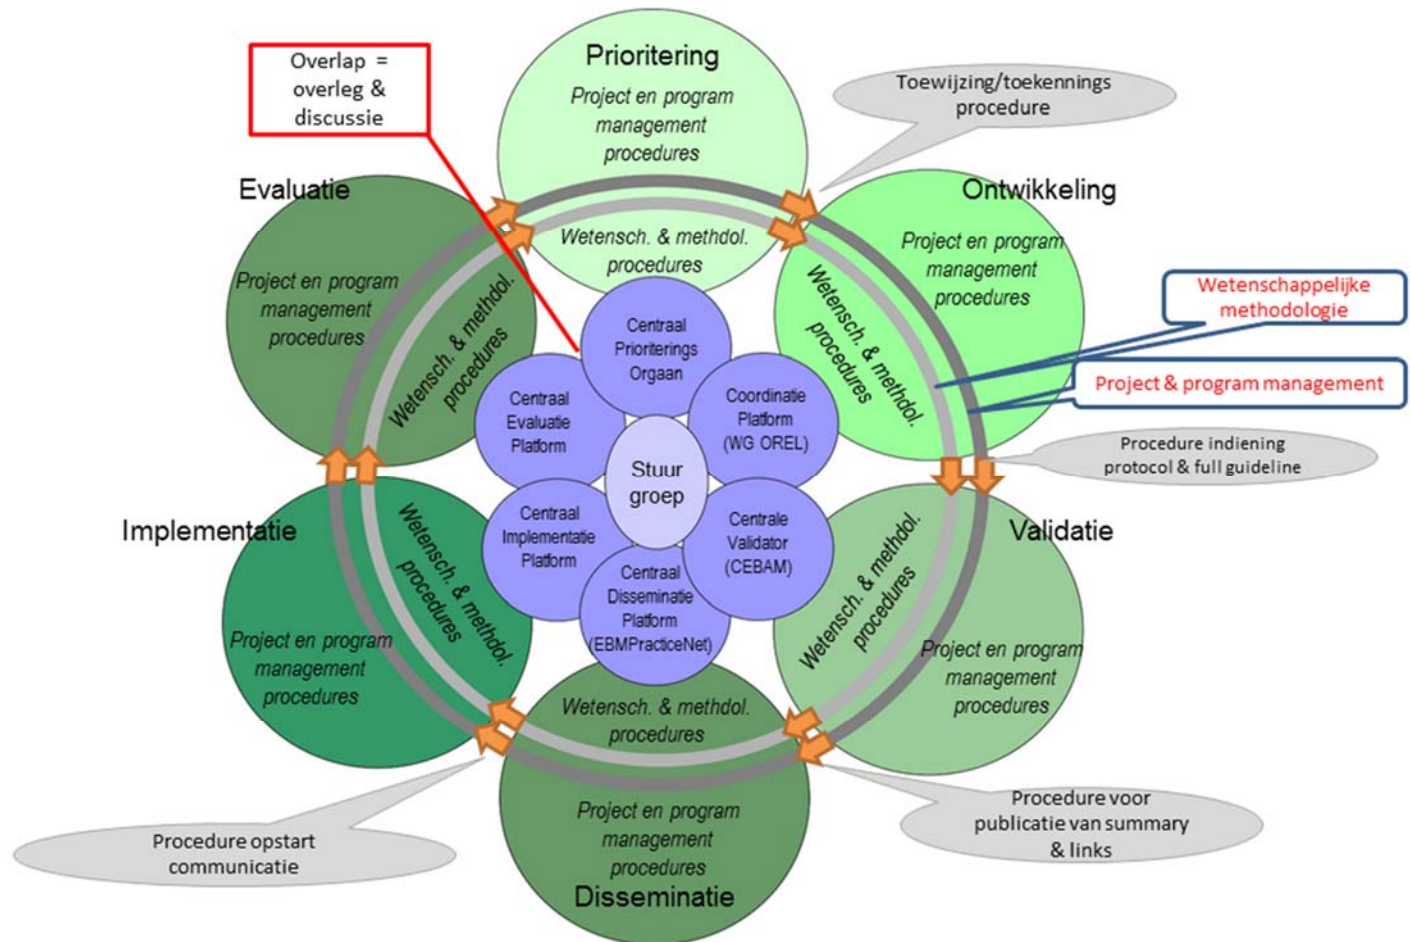 Overlap =
overleg &
discussie
Prioritering
Project en program
management
procedures
Wetensch. & methdol.
procedures
Toewijzing/toekennings
procedure
Evaluatie
Project en program
management
procedures
Wetensch. & methdol.
procedures
Ontwikkeling
Project en program
management
procedures
Wetensch. & methdol.
procedures
Wetenschappelijke
methodologie
Project & program management
Procedure indiening
protocol & full guideline
Centraal
Prioriterings
Orgaan
Centraal
Evaluatie
Platform
Coordinatie
Platform
(WG OREL)
Stuur
groep
Centraal
Implementatie
Platform
Centrale
Validator
(CEBAM)
Centraal
Disseminatie
Platform
(EBMPracticeNet)
Implementatie
Wetensch. & methdol.
procedures
Project en program
management
procedures
Validatie
Wetensch. & methdol.
procedures
Project en program
management
procedures
Wetensch. & methdol.
procedures
Project en program
management
procedures
Disseminatie
Procedure opstart
communicatie
Procedure voor
publicatie van summary
& links